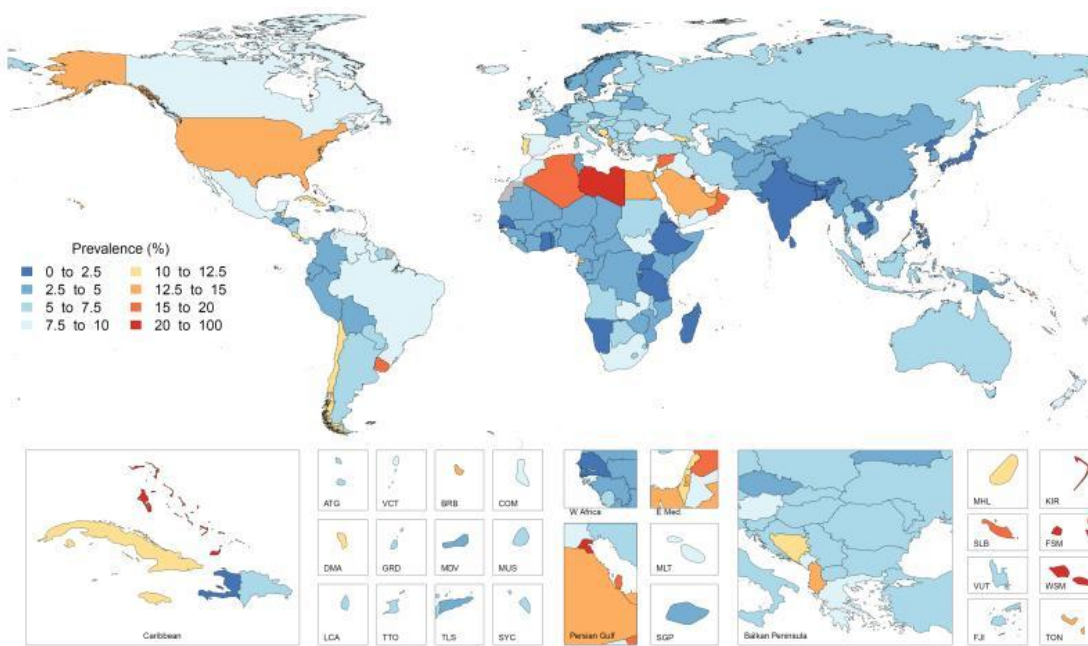 Prevalence (%)
0 to 2.5
10 to 12.5
2.5 to 5
12.5 to 15
5 to 7.5
15 to 20
7.5 to 10
20 to 100
Caribbean
ATG
VCT
BRB
COM
DMA
GRD
MDV
MUS
LCA
TTO
TLS
SYC
W Africa
E Med.
Persian Gulf
MLT
SGP
Balkan Peninsula
MHL
KIR
SLB
FSM
VUT
WSM
FJI
TON